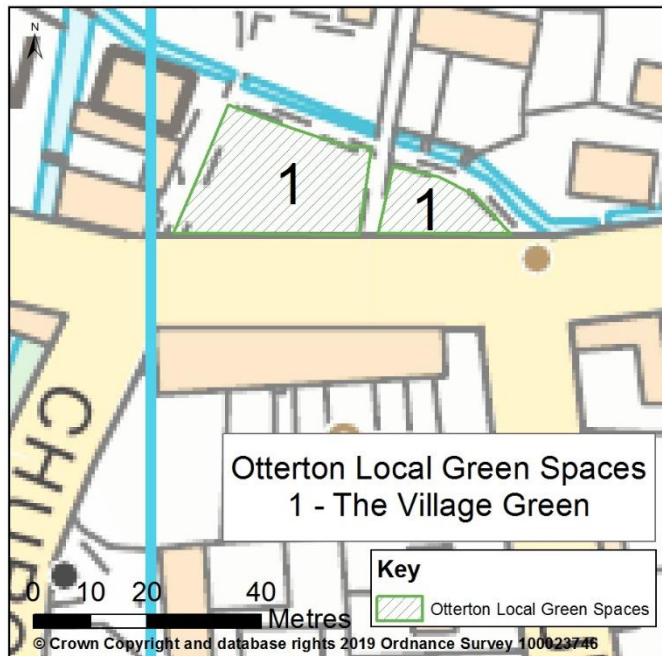 N
1
1
CHUR
Otterton Local Green Spaces
1 - The Village Green
Key
Otterton Local Green Spaces
0 10 20 40
Metres
© Crown Copyright and database rights 2019 Ordnance Survey 100023746